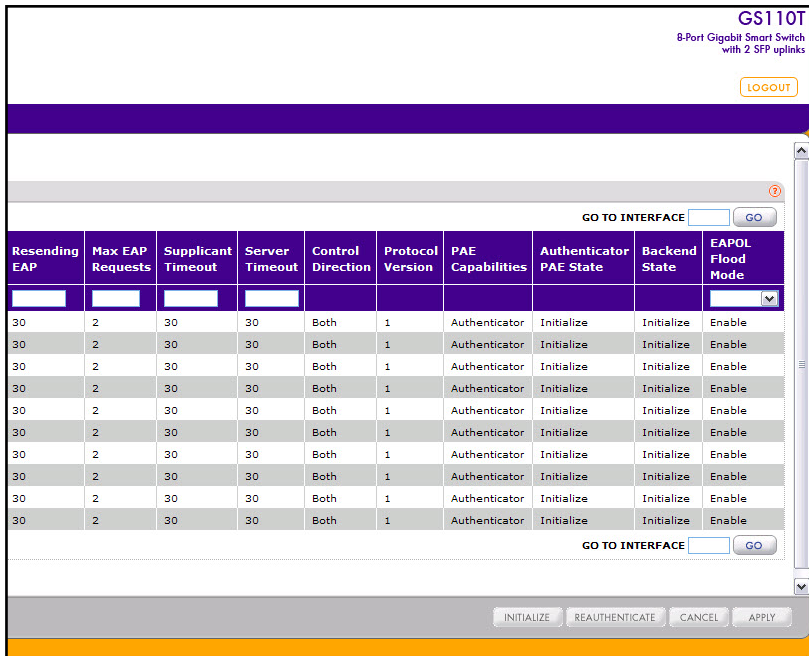 GS110T
8-Port Gigabit Smart Switch
with 2 SFP uplinks
LOGOUT
?
GO TO INTERFACE GO
Resending EAP Max EAP Requests Supplicant Timeout Server Timeout Control Direction Protocol Version PAE Capabilities Authenticator PAE State Backend State EAPOL Flood Mode
30 2 30 30 Both 1 Authenticator Initialize Initialize Enable
30 2 30 30 Both 1 Authenticator Initialize Initialize Enable
30 2 30 30 Both 1 Authenticator Initialize Initialize Enable
30 2 30 30 Both 1 Authenticator Initialize Initialize Enable
30 2 30 30 Both 1 Authenticator Initialize Initialize Enable
30 2 30 30 Both 1 Authenticator Initialize Initialize Enable
30 2 30 30 Both 1 Authenticator Initialize Initialize Enable
30 2 30 30 Both 1 Authenticator Initialize Initialize Enable
30 2 30 30 Both 1 Authenticator Initialize Initialize Enable
30 2 30 30 Both 1 Authenticator Initialize Initialize Enable
GO TO INTERFACE GO
INITIALIZE REAUTHENTICATE CANCEL APPLY